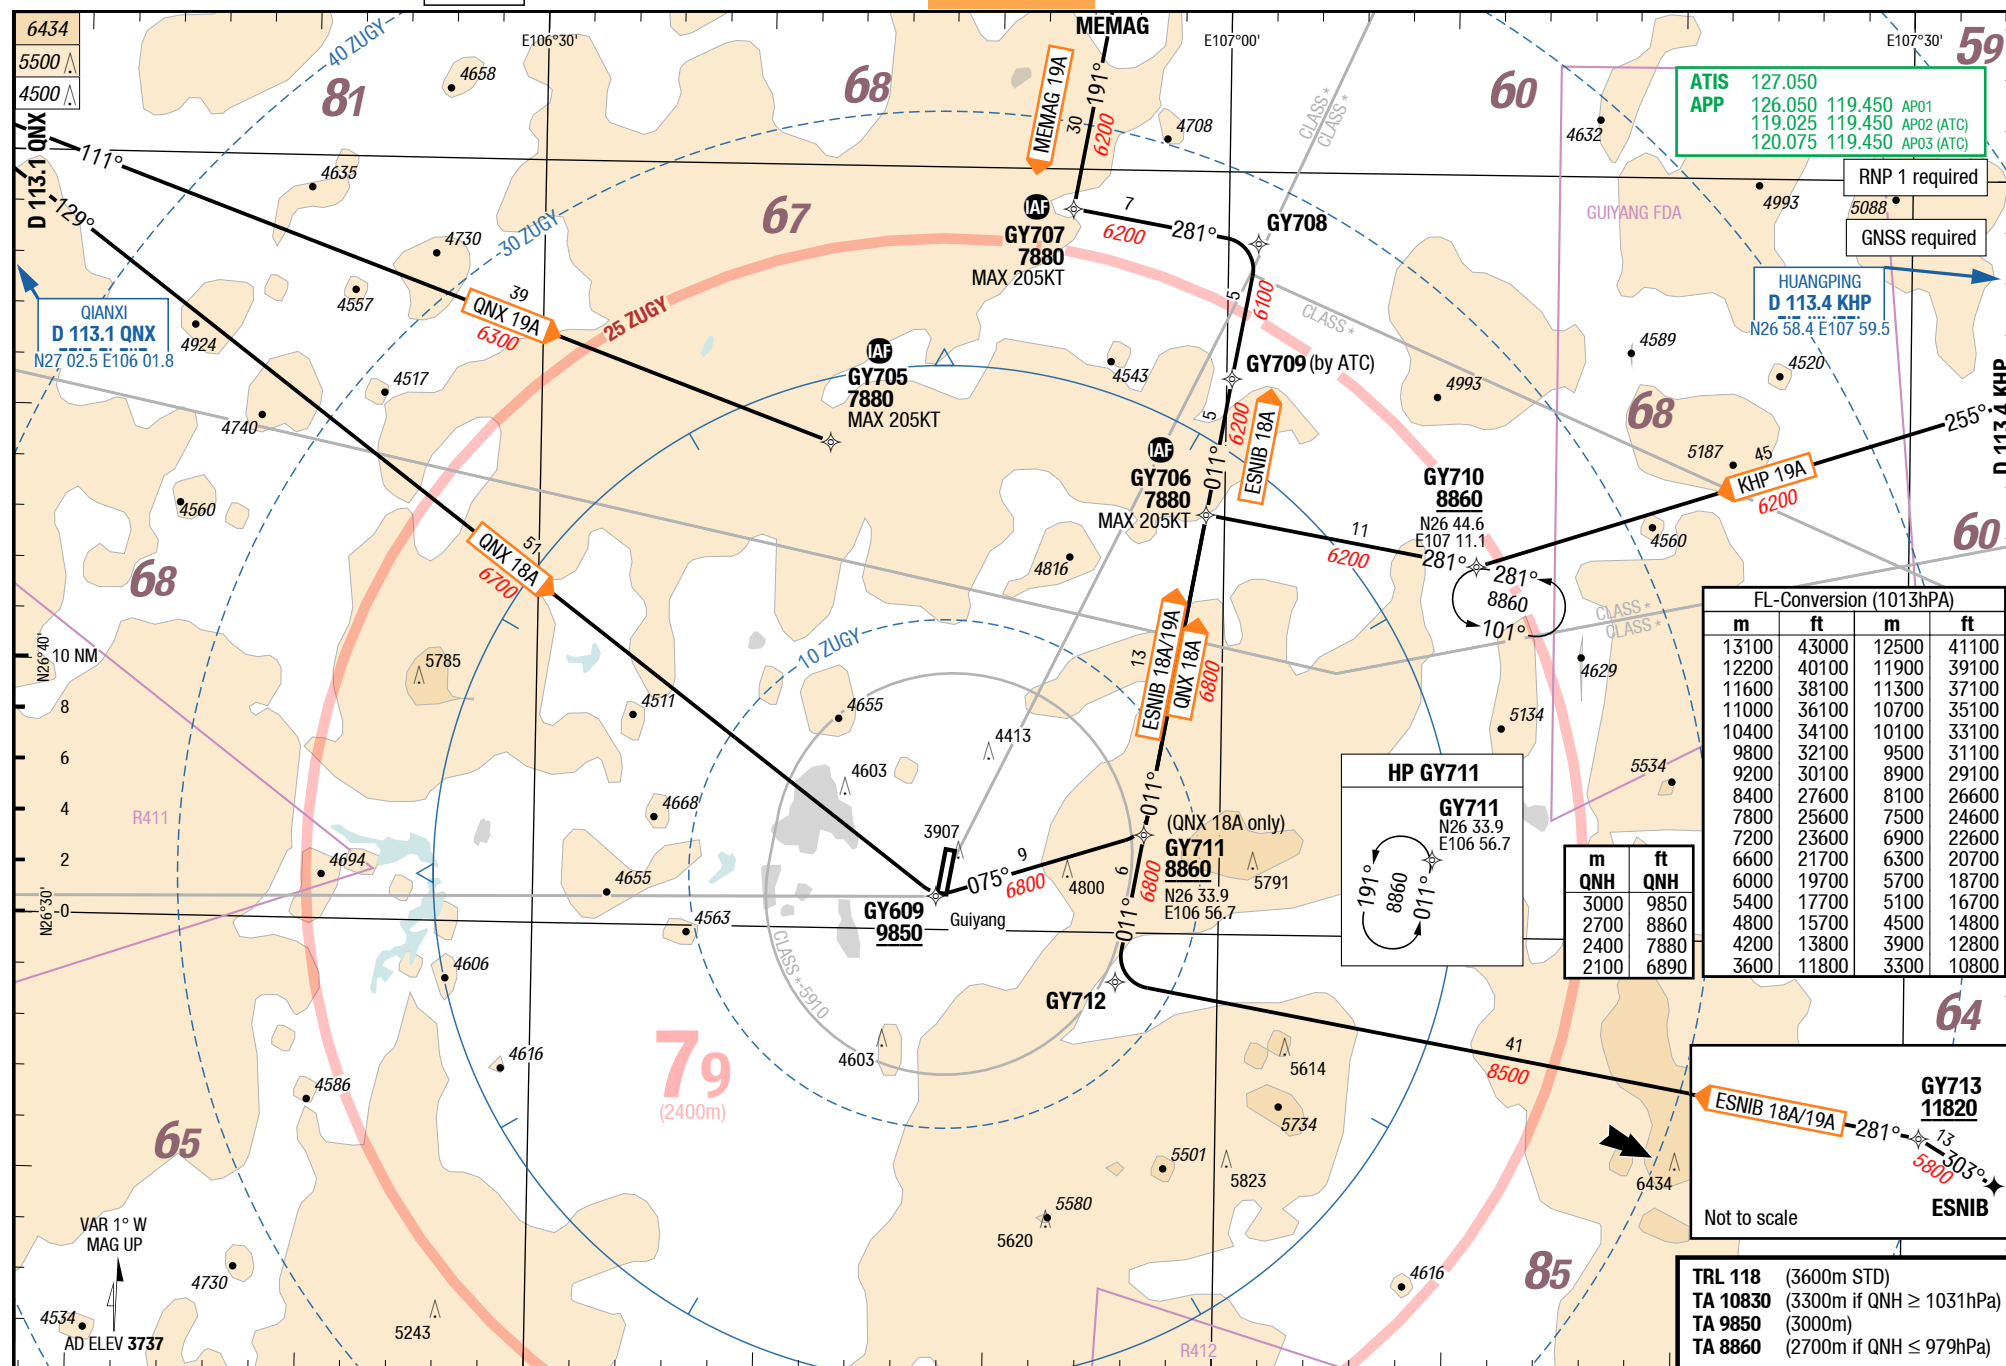 6434
5500
4500
MEMAG
E106°30'
E107°00'
E107°30'
40 ZUGY
59
81
68
60
4658
ATIS 127.050
APP 126.050 119.450 AP01
119.025 119.450 AP02 (ATC)
120.075 119.450 AP03 (ATC)
MEMAG 19A
191°
30
6200
CLASS *
CLASS *
4708
4632
D 113.1 QNX
111°
129°
4635
RNP 1 required
4993
5088
GNSS required
GUIYANG FDA
67
IAF
GY707
7880
MAX 205KT
7
6200
281°
GY708
30 ZUGY
4730
4557
4924
QIANXI
D 113.1 QNX
N27 02.5 E106 01.8
HUANGPING
D 113.4 KHP
N26 58.4 E107 59.5
39
QNX 19A
6300
25 ZUGY
5
6100
CLASS *
IAF
GY705
7880
MAX 205KT
4543
GY709 (by ATC)
4589
4520
4993
68
4517
4740
5
6200
011°
ESNIB 18A
255°
D 113.4 KHP
5187
45
KHP 19A
6200
IAF
GY706
7880
MAX 205KT
GY710
8860
N26 44.6
E107 11.1
4560
68
51
QNX 18A
6700
4816
11
6200
281°
281°
8860
101°
4560
60
CLASS *
CLASS *
FL-Conversion (1013hPA)
m ft m ft
13100 43000 12500 41100
12200 40100 11900 39100
11600 38100 11300 37100
11000 36100 10700 35100
10400 34100 10100 33100
9800 32100 9500 31100
9200 30100 8900 29100
8400 27600 8100 26600
7800 25600 7500 24600
7200 23600 6900 22600
6600 21700 6300 20700
6000 19700 5700 18700
5400 17700 5100 16700
4800 15700 4500 14800
4200 13800 3900 12800
3600 11800 3300 10800
N26°40'
10 NM
8
6
4
2
0
N26°30'
10 ZUGY
5785
4511
4655
4413
4603
13
ESNIB 18A/19A
QNX 18A
6800
4629
5134
5534
R411
4668
4694
4655
3907
011°
(QNX 18A only)
GY711
8860
N26 33.9
E106 56.7
5791
HP GY711
GY711
N26 33.9
E106 56.7
191°
8860
011°
m ft
QNH QNH
3000 9850
2700 8860
2400 7880
2100 6890
075°
9
6800
4800
6
6800
011°
GY609
9850
Guiyang
4563
4606
CLASS *-5910
GY712
64
79
(2400m)
4603
4616
4586
41
8500
5614
5734
GY713
11820
ESNIB 18A/19A
281°
13
303°
5800
ESNIB
Not to scale
65
5501
5823
6434
5580
5620
VAR 1° W
MAG UP
4730
4534
AD ELEV 3737
5243
4616
85
R412
TRL 118 (3600m STD)
TA 10830 (3300m if QNH ≥ 1031hPa)
TA 9850 (3000m)
TA 8860 (2700m if QNH ≤ 979hPa)